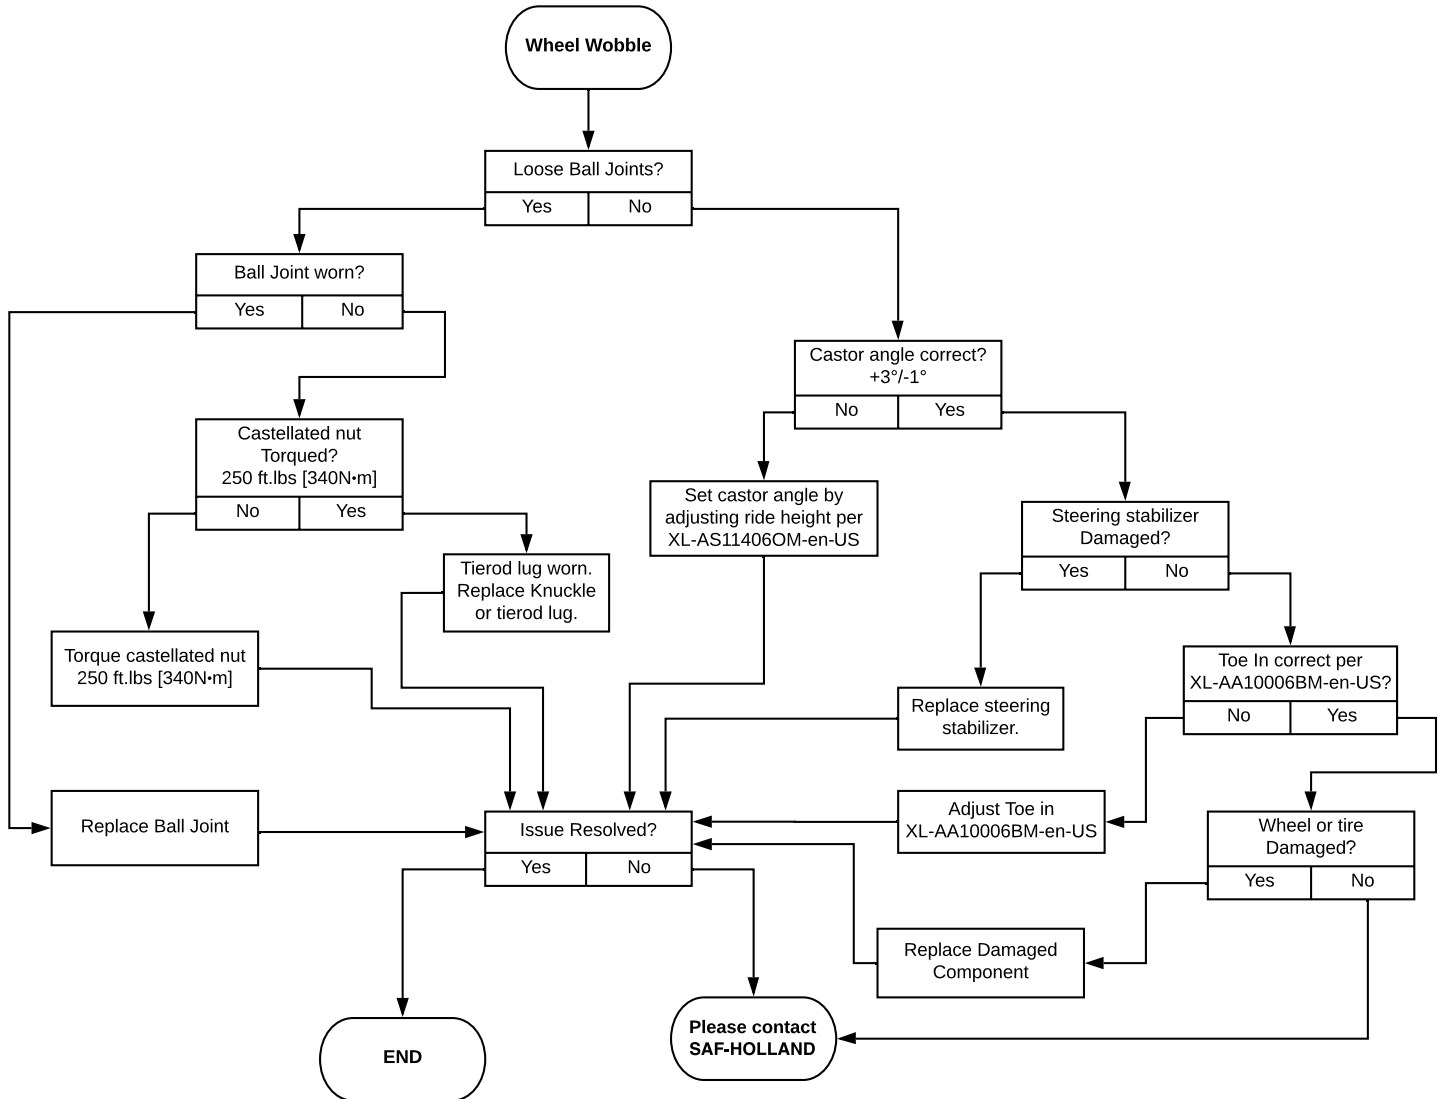 Wheel Wobble
Loose Ball Joints?
Yes
No
Ball Joint worn?
Yes
No
Castor angle correct?
+3°/-1°
No
Yes
Castellated nut
Torqued?
250 ft.lbs [340N•m]
No
Yes
Set castor angle by
adjusting ride height per
XL-AS11406OM-en-US
Steering stabilizer
Damaged?
Yes
No
Tierod lug worn.
Replace Knuckle
or tierod lug.
Torque castellated nut
250 ft.lbs [340N•m]
Toe In correct per
XL-AA10006BM-en-US?
No
Yes
Replace steering
stabilizer.
Replace Ball Joint
Issue Resolved?
Yes
No
Adjust Toe in
XL-AA10006BM-en-US
Wheel or tire
Damaged?
Yes
No
Replace Damaged
Component
Please contact
SAF-HOLLAND
END